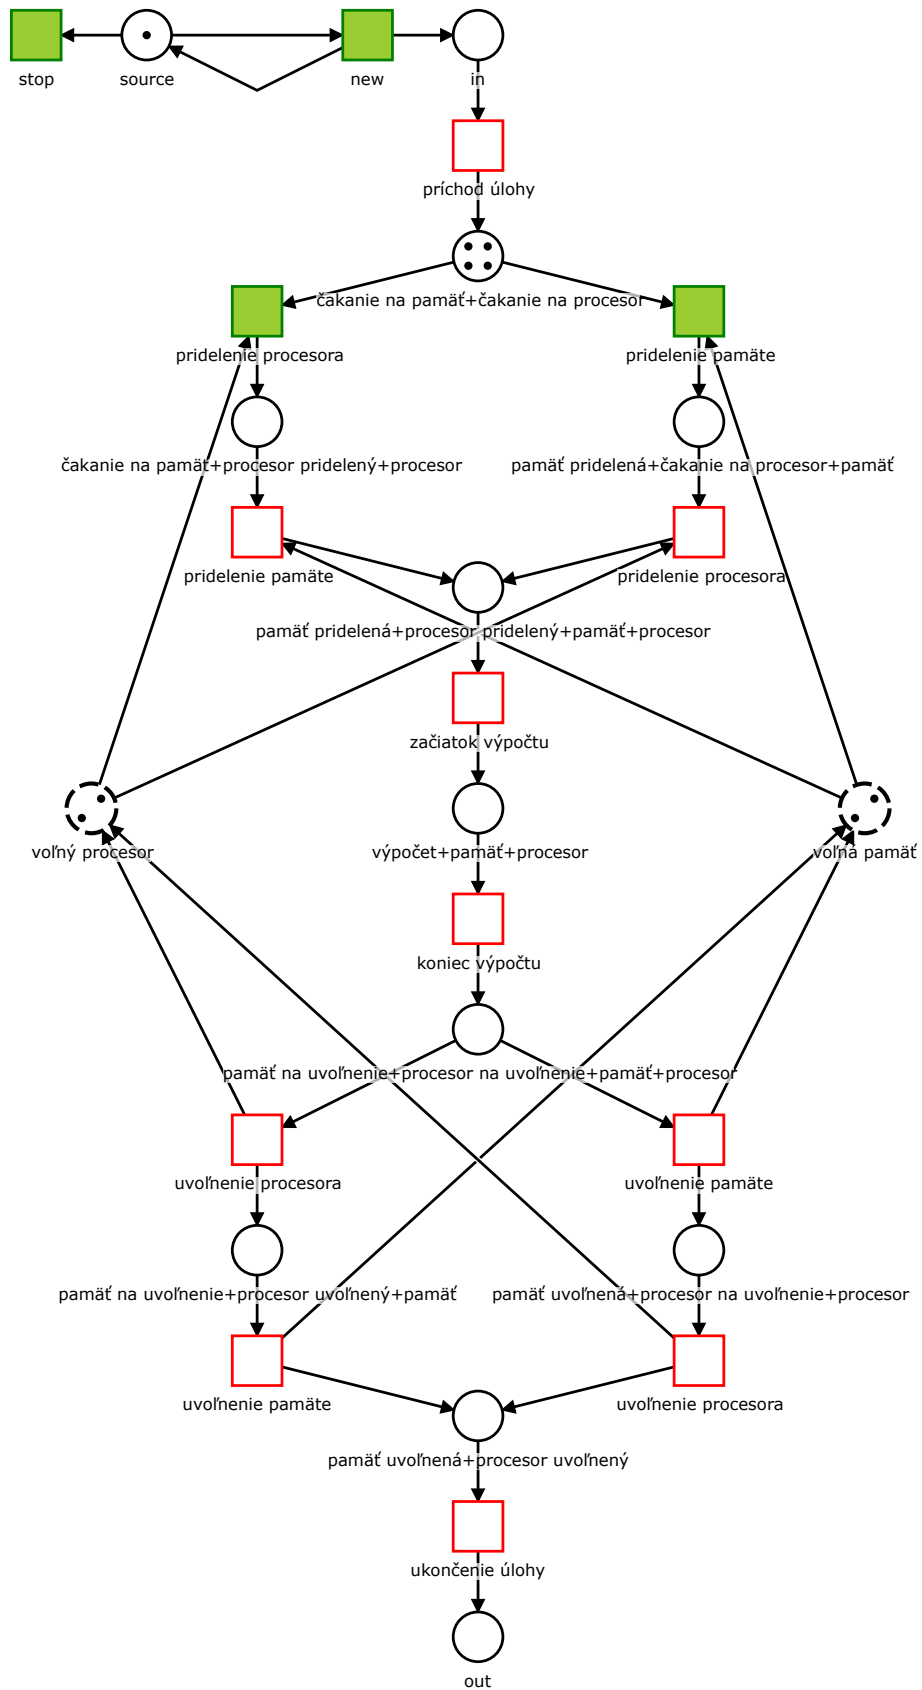 stop
source
new
in
príchod úlohy
čakanie na pamäť+čakanie na procesor
pridelenie procesora
pridelenie pamäte
čakanie na pamäť+procesor pridelený+procesor
pamäť pridelená+čakanie na procesor+pamäť
pridelenie pamäte
pridelenie procesora
pamäť pridelená+procesor pridelený+pamäť+procesor
začiatok výpočtu
voľný procesor
výpočet+pamäť+procesor
voľná pamäť
koniec výpočtu
pamäť na uvoľnenie+procesor na uvoľnenie+pamäť+procesor
uvoľnenie procesora
uvoľnenie pamäte
pamäť na uvoľnenie+procesor uvoľnený+pamäť
pamäť uvoľnená+procesor na uvoľnenie+procesor
uvoľnenie pamäte
uvoľnenie procesora
pamäť uvoľnená+procesor uvoľnený
ukončenie úlohy
out